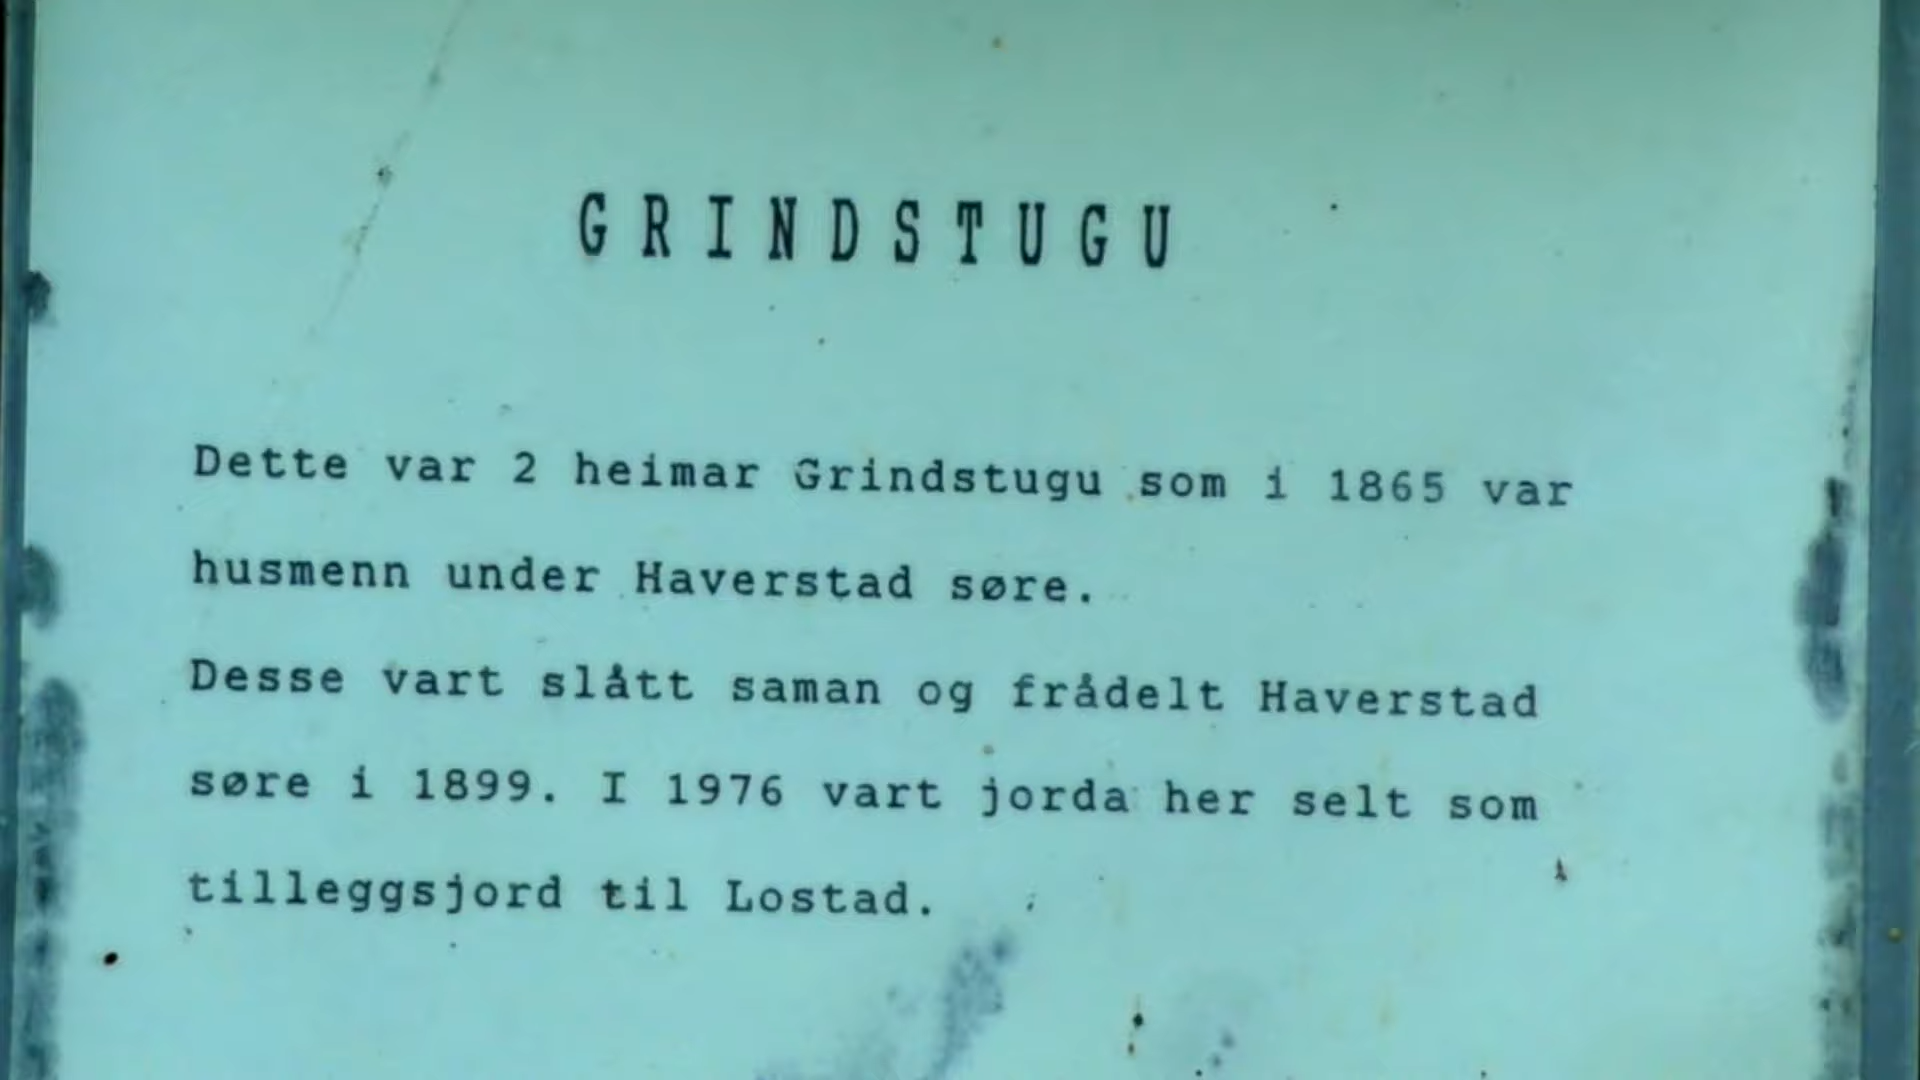 GRINDSTUGU
Dette var 2 heimar Grindstugu som i 1865 var
husmenn under Haverstad søre.
Desse vart slått saman og frådelt Haverstad
søre i 1899. I 1976 vart jorda her selt som
tilleggsjord til Lostad.